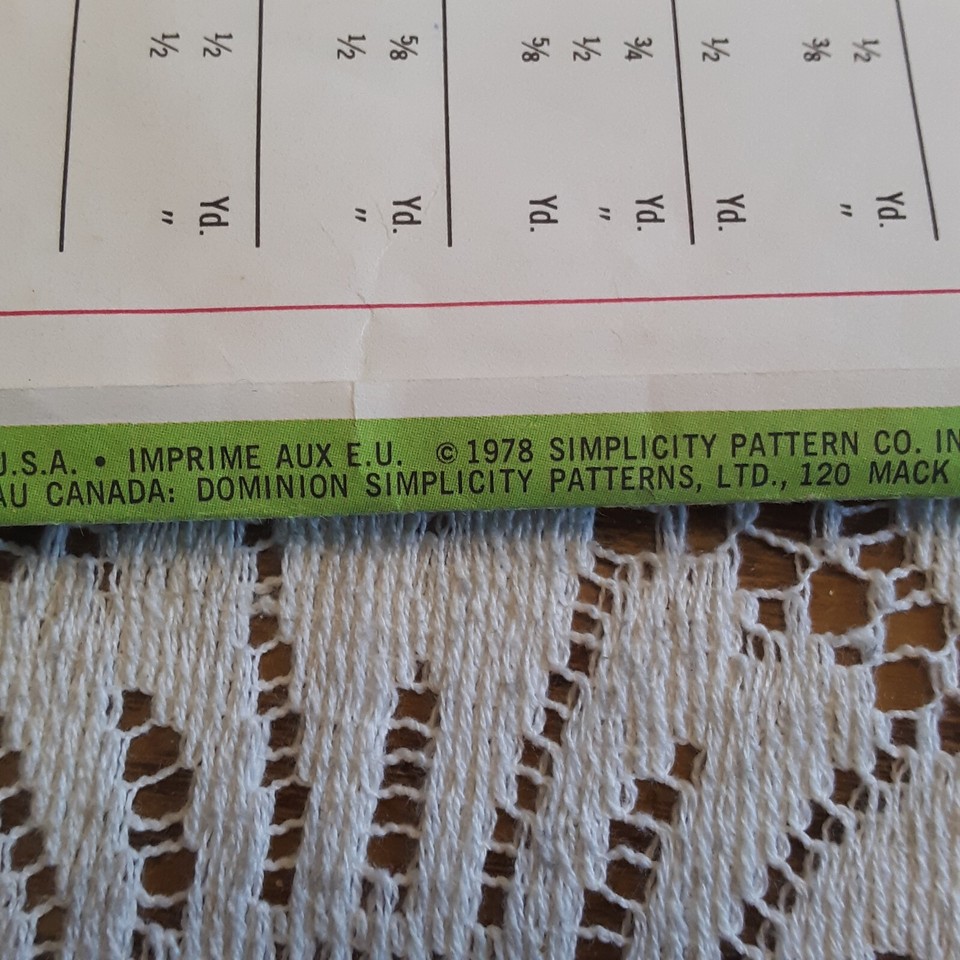 ½ Yd.
⅜ "
½ Yd.
¾ Yd.
½ "
⅝ Yd.
⅝ Yd.
½ "
½ Yd.
½ "
U.S.A. • IMPRIME AUX E.U. © 1978 SIMPLICITY PATTERN CO. IN
AU CANADA: DOMINION SIMPLICITY PATTERNS, LTD., 120 MACK